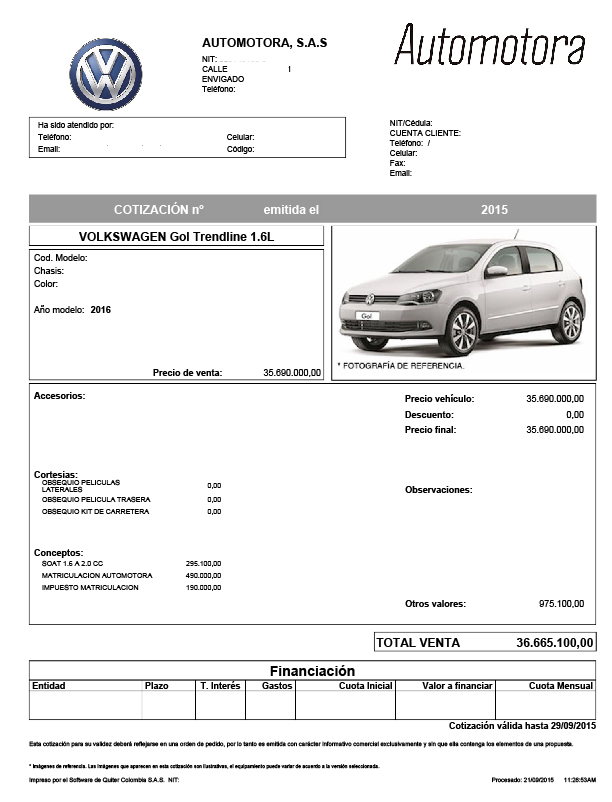 AUTOMOTORA, S.A.S
NIT:
CALLE 1
ENVIGADO
Teléfono:
Automotora
Ha sido atendido por:
Teléfono: Celular:
Email: Código:
NIT/Cédula:
CUENTA CLIENTE:
Teléfono: /
Celular:
Fax:
Email:
COTIZACIÓN nº emitida el 2015
VOLKSWAGEN Gol Trendline 1.6L
Cod. Modelo:
Chasis:
Color:
Año modelo: 2016
Precio de venta: 35.690.000,00
Gol
* FOTOGRAFÍA DE REFERENCIA.
Accesorios:
Precio vehículo: 35.690.000,00
Descuento: 0,00
Precio final: 35.690.000,00
Cortesias:
OBSEQUIO PELICULAS
LATERALES 0,00
OBSEQUIO PELICULA TRASERA 0,00
OBSEQUIO KIT DE CARRETERA 0,00
Observaciones:
Conceptos:
SOAT 1.6 A 2.0 CC 295.100,00
MATRICULACION AUTOMOTORA 490.000,00
IMPUESTO MATRICULACION 190.000,00
Otros valores: 975.100,00
TOTAL VENTA 36.665.100,00
Financiación
Entidad Plazo T. Interés Gastos Cuota Inicial Valor a financiar Cuota Mensual
Cotización válida hasta 29/09/2015
Esta cotización para su validez deberá reflejarse en una orden de pedido, por lo tanto es emitida con carácter informativo comercial exclusivamente y sin que ella contenga los elementos de una propuesta.
* Imágenes de referencia. Las imágenes que aparecen en esta cotización son ilustrativas, el equipamiento puede variar de acuerdo a la versión seleccionada.
Impreso por el Software de Quiter Colombia S.A.S. NIT: Procesado: 21/09/2015 11:28:53AM